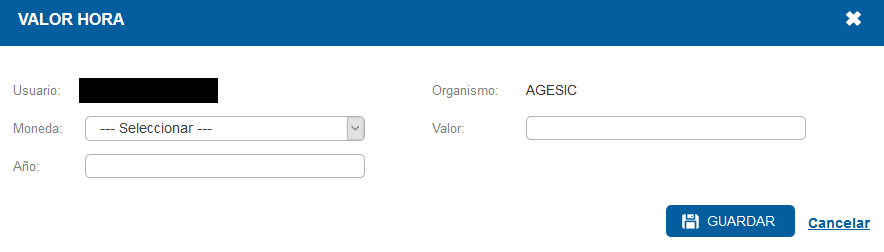 VALOR HORA
Usuario:
Organismo: AGESIC
Moneda: --- Seleccionar ---
Valor:
Año:
GUARDAR
Cancelar